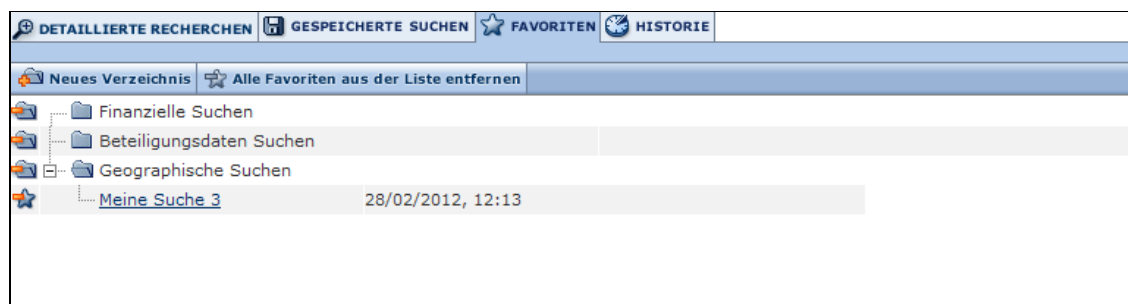 DETAILLIERTE RECHERCHEN GESPEICHERTE SUCHEN FAVORITEN HISTORIE
Neues Verzeichnis Alle Favoriten aus der Liste entfernen
Finanzielle Suchen
Beteiligungsdaten Suchen
Geographische Suchen
Meine Suche 3 28/02/2012, 12:13